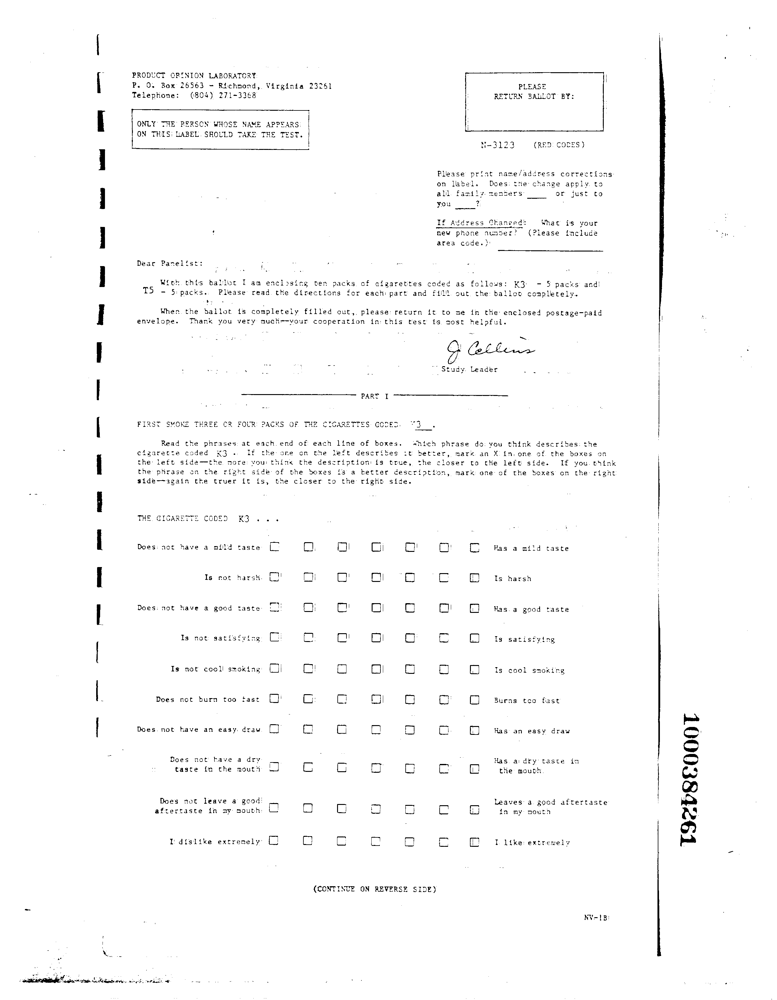 PRODUCT OPINION LABORATORY
P. O. Box 26563 - Richmond, Virginia 23261
Telephone: (804) 271-3368
PLEASE
RETURN BALLOT BY:
ONLY THE PERSON WHOSE NAME APPEARS
ON THIS LABEL SHOULD TAKE THE TEST.
N-3123 (RED CODES)
Please print name/address corrections
on label. Does the change apply to
all family members ____ or just to
you ____?
If Address Changed: What is your
new phone number? (Please include
area code.)
Dear Panelist:
With this ballot I am enclosing ten packs of cigarettes coded as follows: K3 - 5 packs and
T5 - 5 packs. Please read the directions for each part and fill out the ballot completely.
When the ballot is completely filled out, please return it to me in the enclosed postage-paid
envelope. Thank you very much--your cooperation in this test is most helpful.
J Collins
Study Leader
PART I
FIRST SMOKE THREE OR FOUR PACKS OF THE CIGARETTES CODED K3.
Read the phrases at each end of each line of boxes. Which phrase do you think describes the
cigarette coded K3. If the one on the left describes it better, mark an X in one of the boxes on
the left side--the more you think the description is true, the closer to the left side. If you think
the phrase on the right side of the boxes is a better description, mark one of the boxes on the right
side--again the truer it is, the closer to the right side.
THE CIGARETTE CODED K3 . . .
Does not have a mild taste Has a mild taste
Is not harsh Is harsh
Does not have a good taste Has a good taste
Is not satisfying Is satisfying
Is not cool smoking Is cool smoking
Does not burn too fast Burns too fast
Does not have an easy draw Has an easy draw
Does not have a dry Has a dry taste in
taste in the mouth the mouth
Does not leave a good Leaves a good aftertaste
aftertaste in my mouth in my mouth
I dislike extremely I like extremely
(CONTINUE ON REVERSE SIDE)
NV-1B
1000384261